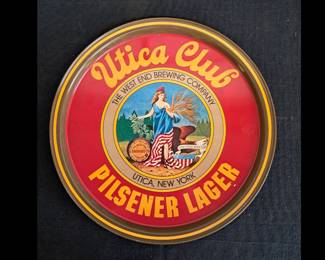 Utica Club
THE WEST END BREWING COMPANY
UTICA, NEW YORK
PILSENER LAGER